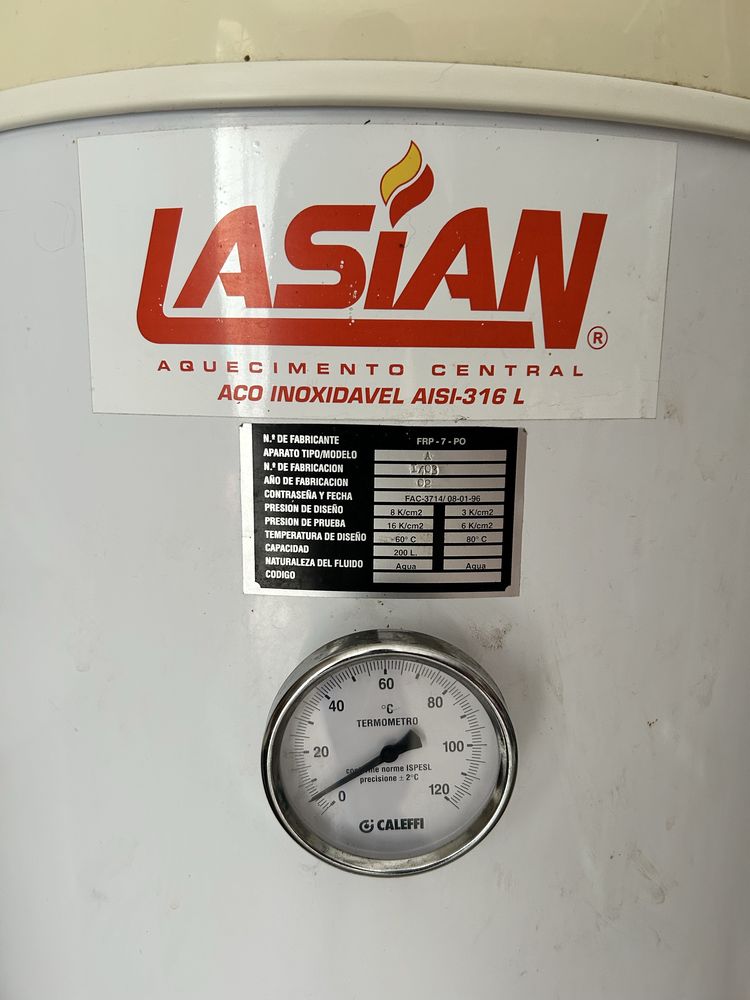 LASiAN ®
AQUECIMENTO CENTRAL
AÇO INOXIDAVEL AISI-316 L
N.º DE FABRICANTE FRP - 7 - PO
APARATO TIPO/MODELO A
N.º DE FABRICACION
AÑO DE FABRICACION 02
CONTRASEÑA Y FECHA FAC-3714/ 08-01-96
PRESION DE DISEÑO 8 K/cm2 3 K/cm2
PRESION DE PRUEBA 16 K/cm2 6 K/cm2
TEMPERATURA DE DISEÑO -60° C 80° C
CAPACIDAD 200 L.
NATURALEZA DEL FLUIDO Agua Agua
CODIGO
0 20 40 60 80 100 120
°C
TERMOMETRO
norme ISPESL
precisione ± 2°C
CALEFFI